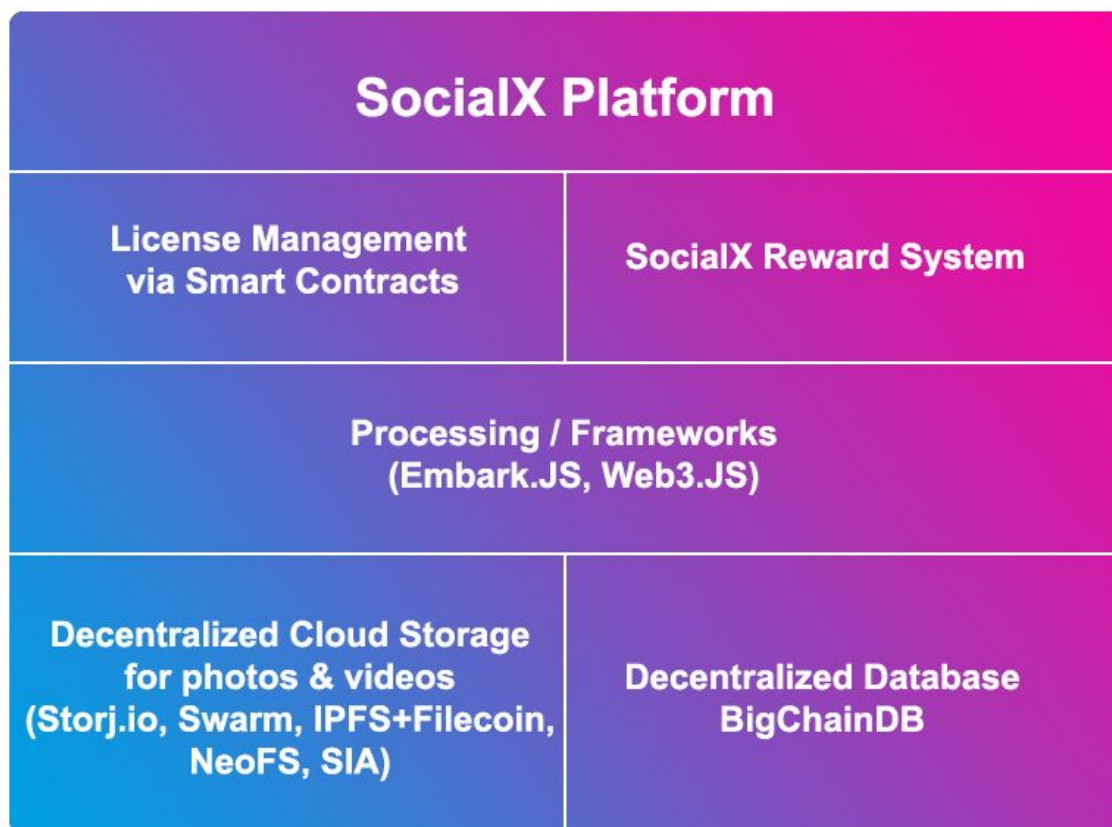 SocialX Platform
License Management
via Smart Contracts
SocialX Reward System
Processing / Frameworks
(Embark.JS, Web3.JS)
Decentralized Cloud Storage
for photos & videos
(Storj.io, Swarm, IPFS+Filecoin,
NeoFS, SIA)
Decentralized Database
BigChainDB